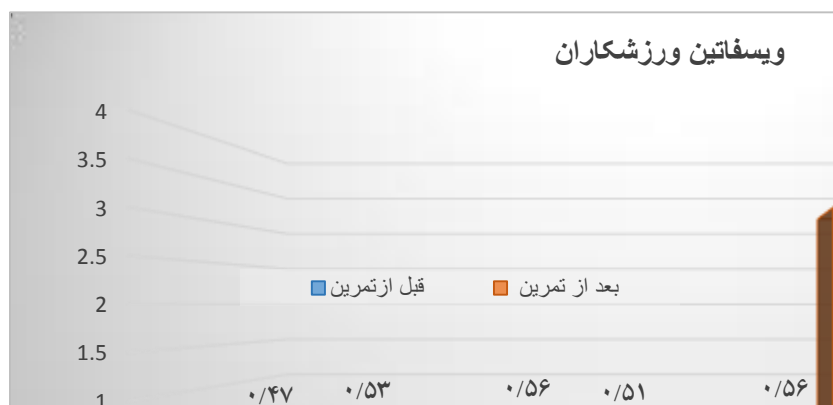 ویسفاتین ورزشکاران
4
3.5
3
2.5
قبل ازتمرین بعد از تمرین
2
1.5
۰/۴۷ ۰/۵۳ ۰/۵۶ ۰/۵۱ ۰/۵۶
1